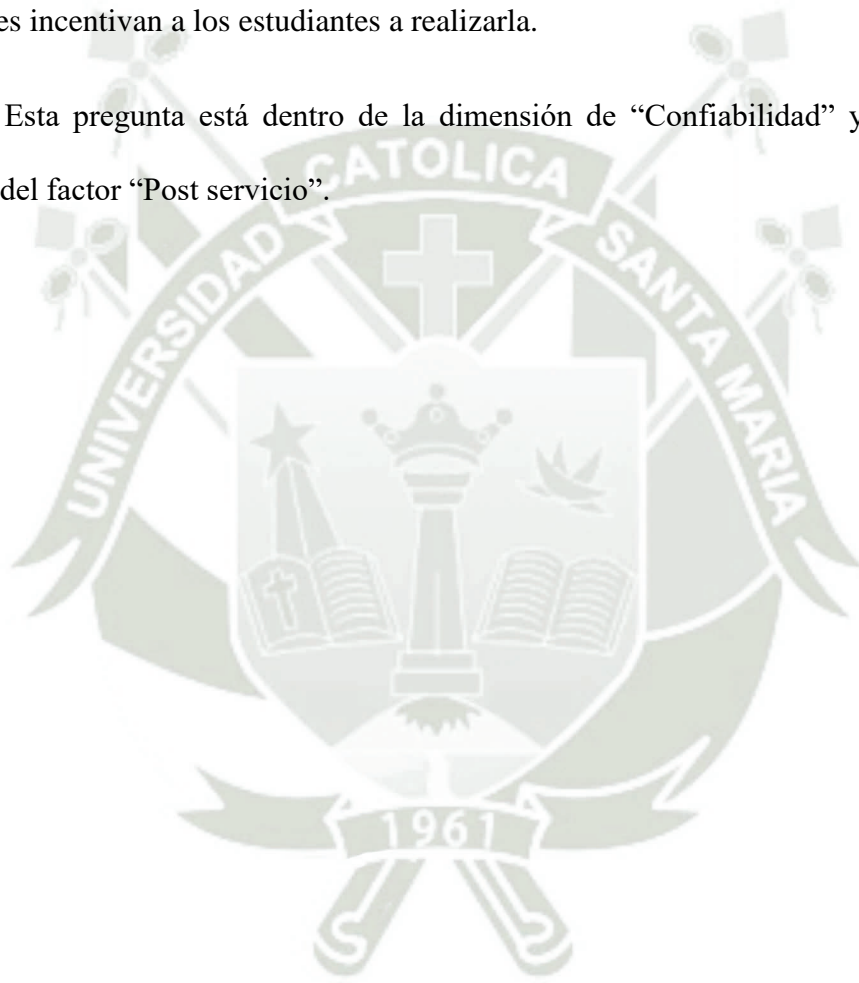 es incentivan a los estudiantes a realizarla.
Esta pregunta está dentro de la dimensión de “Confiabilidad” y
del factor “Post servicio”.
CATOLICA
UNIVERSIDAD
SANTA MARIA
1961